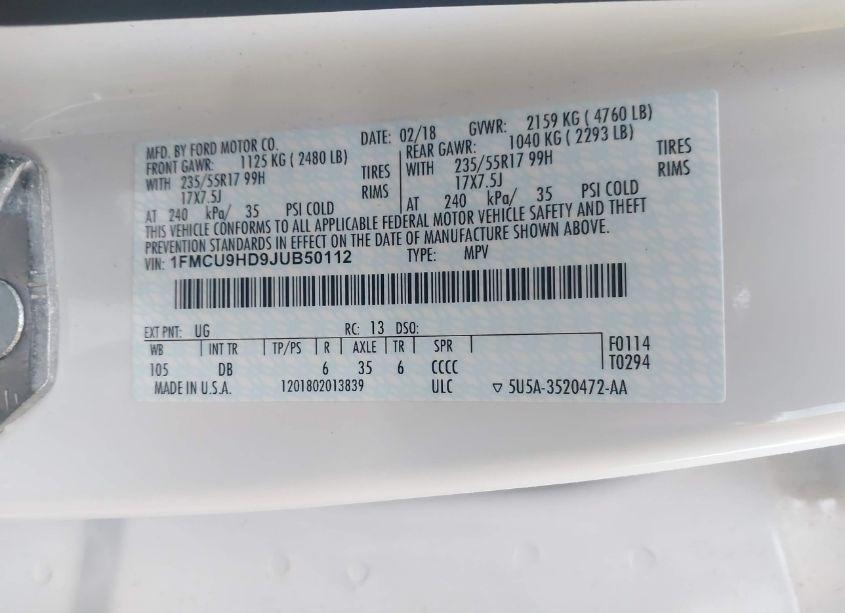 MFD. BY FORD MOTOR CO. DATE: 02/18 GVWR: 2159 KG ( 4760 LB)
FRONT GAWR: 1125 KG ( 2480 LB) REAR GAWR: 1040 KG ( 2293 LB)
WITH 235/55R17 99H TIRES WITH 235/55R17 99H TIRES
17X7.5J RIMS 17X7.5J RIMS
AT 240 kPa/ 35 PSI COLD AT 240 kPa/ 35 PSI COLD
THIS VEHICLE CONFORMS TO ALL APPLICABLE FEDERAL MOTOR VEHICLE SAFETY AND THEFT
PREVENTION STANDARDS IN EFFECT ON THE DATE OF MANUFACTURE SHOWN ABOVE.
VIN: 1FMCU9HD9JUB50112 TYPE: MPV
EXT PNT: UG RC: 13 DSO:
WB INT TR TP/PS R AXLE TR SPR F0114
105 DB 6 35 6 CCCC T0294
MADE IN U.S.A. 1201802013839 ULC ▽ 5U5A-3520472-AA